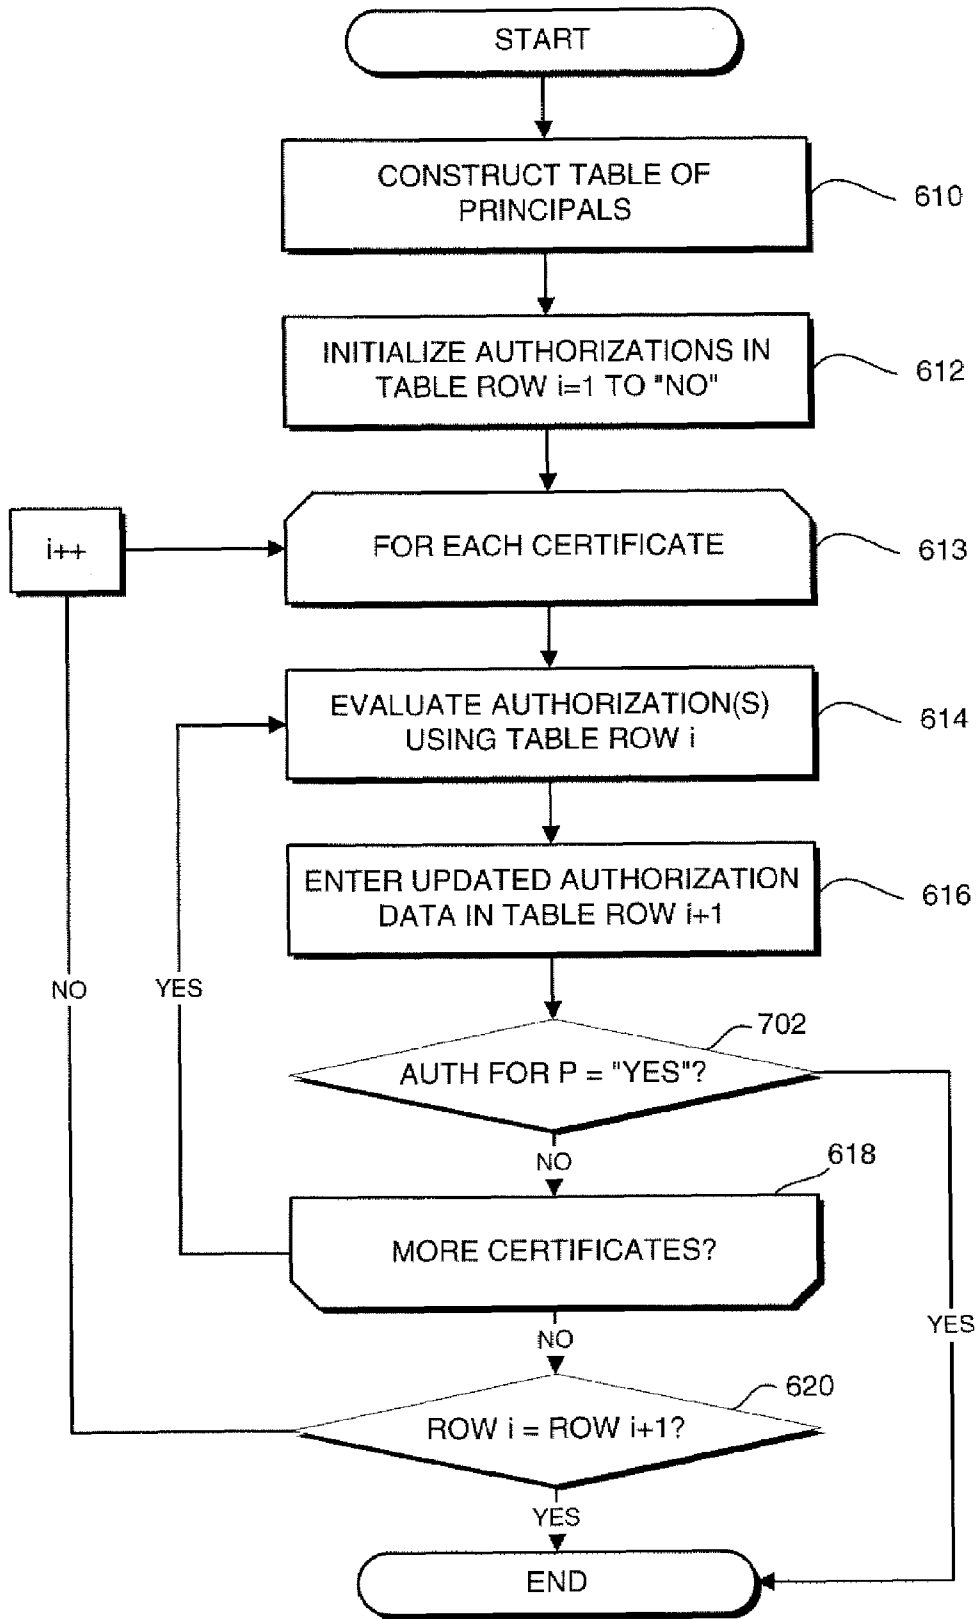 START
CONSTRUCT TABLE OF
PRINCIPALS
610
INITIALIZE AUTHORIZATIONS IN
TABLE ROW i=1 TO "NO"
612
i++
FOR EACH CERTIFICATE
613
EVALUATE AUTHORIZATION(S)
USING TABLE ROW i
614
ENTER UPDATED AUTHORIZATION
DATA IN TABLE ROW i+1
616
NO
YES
702
AUTH FOR P = "YES"?
NO
618
MORE CERTIFICATES?
YES
NO
620
ROW i = ROW i+1?
YES
END